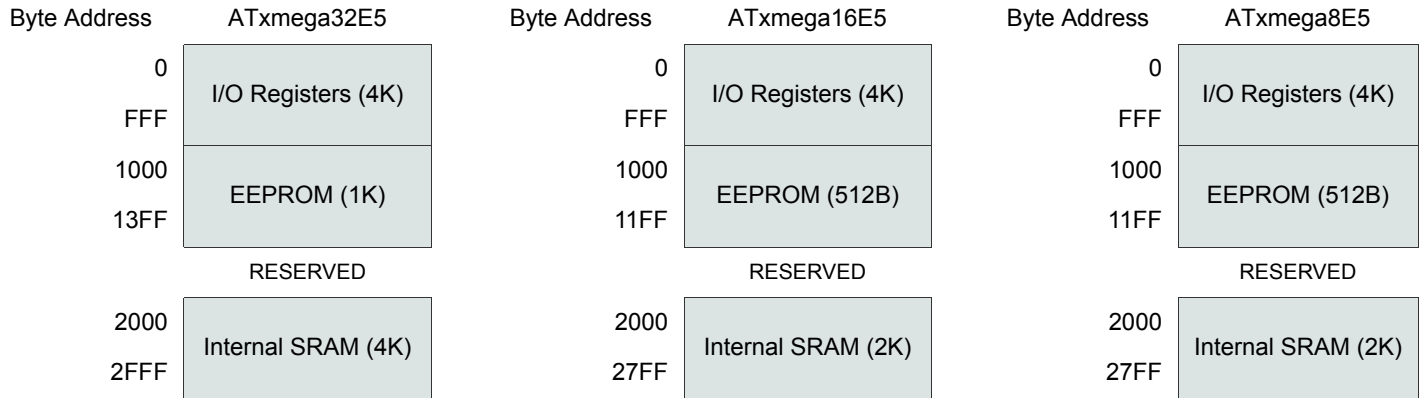 Byte Address ATxmega32E5 Byte Address ATxmega16E5 Byte Address ATxmega8E5
0 0 0
I/O Registers (4K) I/O Registers (4K) I/O Registers (4K)
FFF FFF FFF
1000 1000 1000
EEPROM (1K) EEPROM (512B) EEPROM (512B)
13FF 11FF 11FF
RESERVED RESERVED RESERVED
2000 2000 2000
Internal SRAM (4K) Internal SRAM (2K) Internal SRAM (2K)
2FFF 27FF 27FF